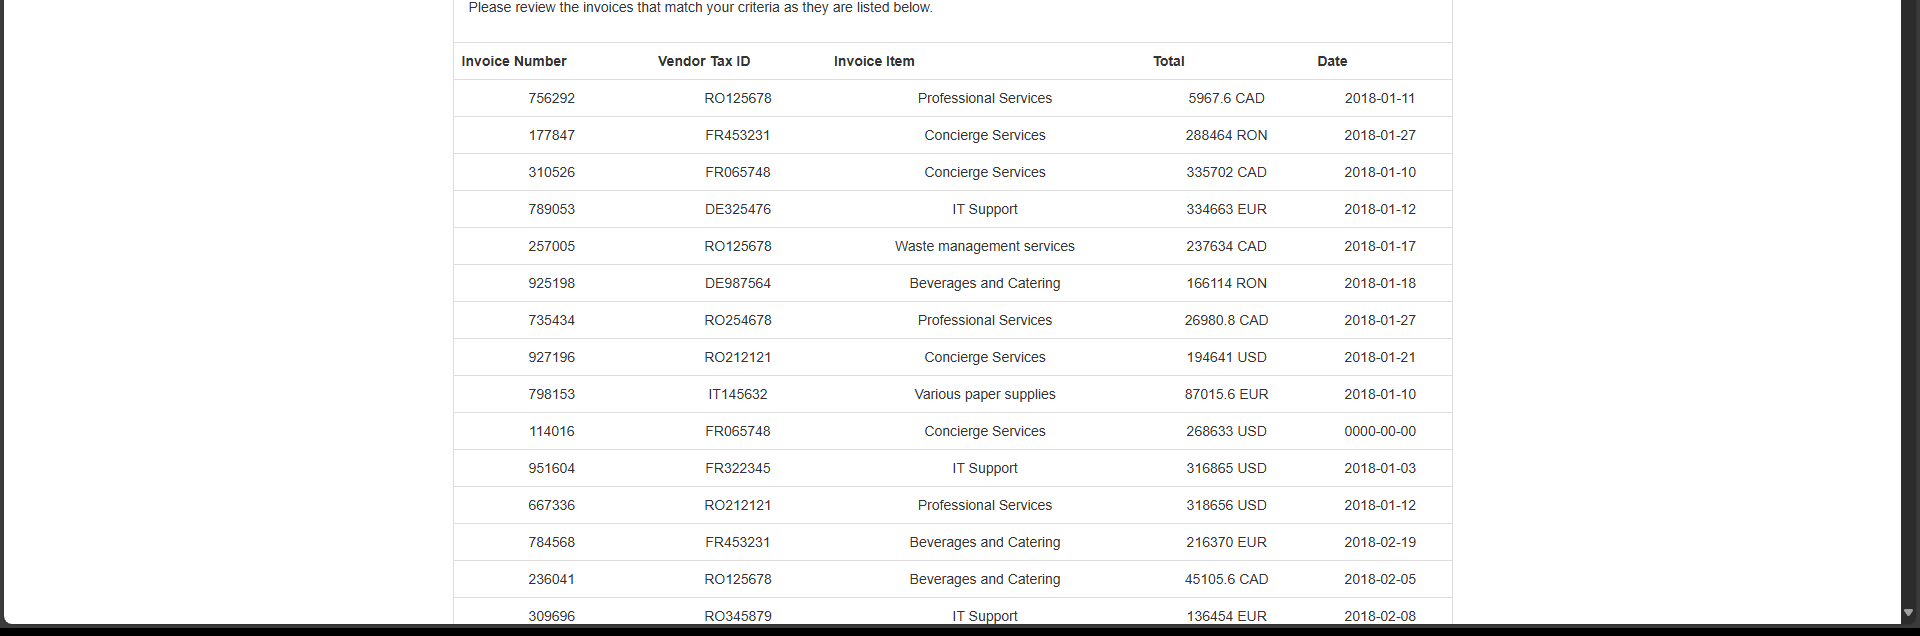 Please review the invoices that match your criteria as they are listed below.
Invoice Number Vendor Tax ID Invoice Item Total Date
756292 RO125678 Professional Services 5967.6 CAD 2018-01-11
177847 FR453231 Concierge Services 288464 RON 2018-01-27
310526 FR065748 Concierge Services 335702 CAD 2018-01-10
789053 DE325476 IT Support 334663 EUR 2018-01-12
257005 RO125678 Waste management services 237634 CAD 2018-01-17
925198 DE987564 Beverages and Catering 166114 RON 2018-01-18
735434 RO254678 Professional Services 26980.8 CAD 2018-01-27
927196 RO212121 Concierge Services 194641 USD 2018-01-21
798153 IT145632 Various paper supplies 87015.6 EUR 2018-01-10
114016 FR065748 Concierge Services 268633 USD 0000-00-00
951604 FR322345 IT Support 316865 USD 2018-01-03
667336 RO212121 Professional Services 318656 USD 2018-01-12
784568 FR453231 Beverages and Catering 216370 EUR 2018-02-19
236041 RO125678 Beverages and Catering 45105.6 CAD 2018-02-05
309696 RO345879 IT Support 136454 EUR 2018-02-08